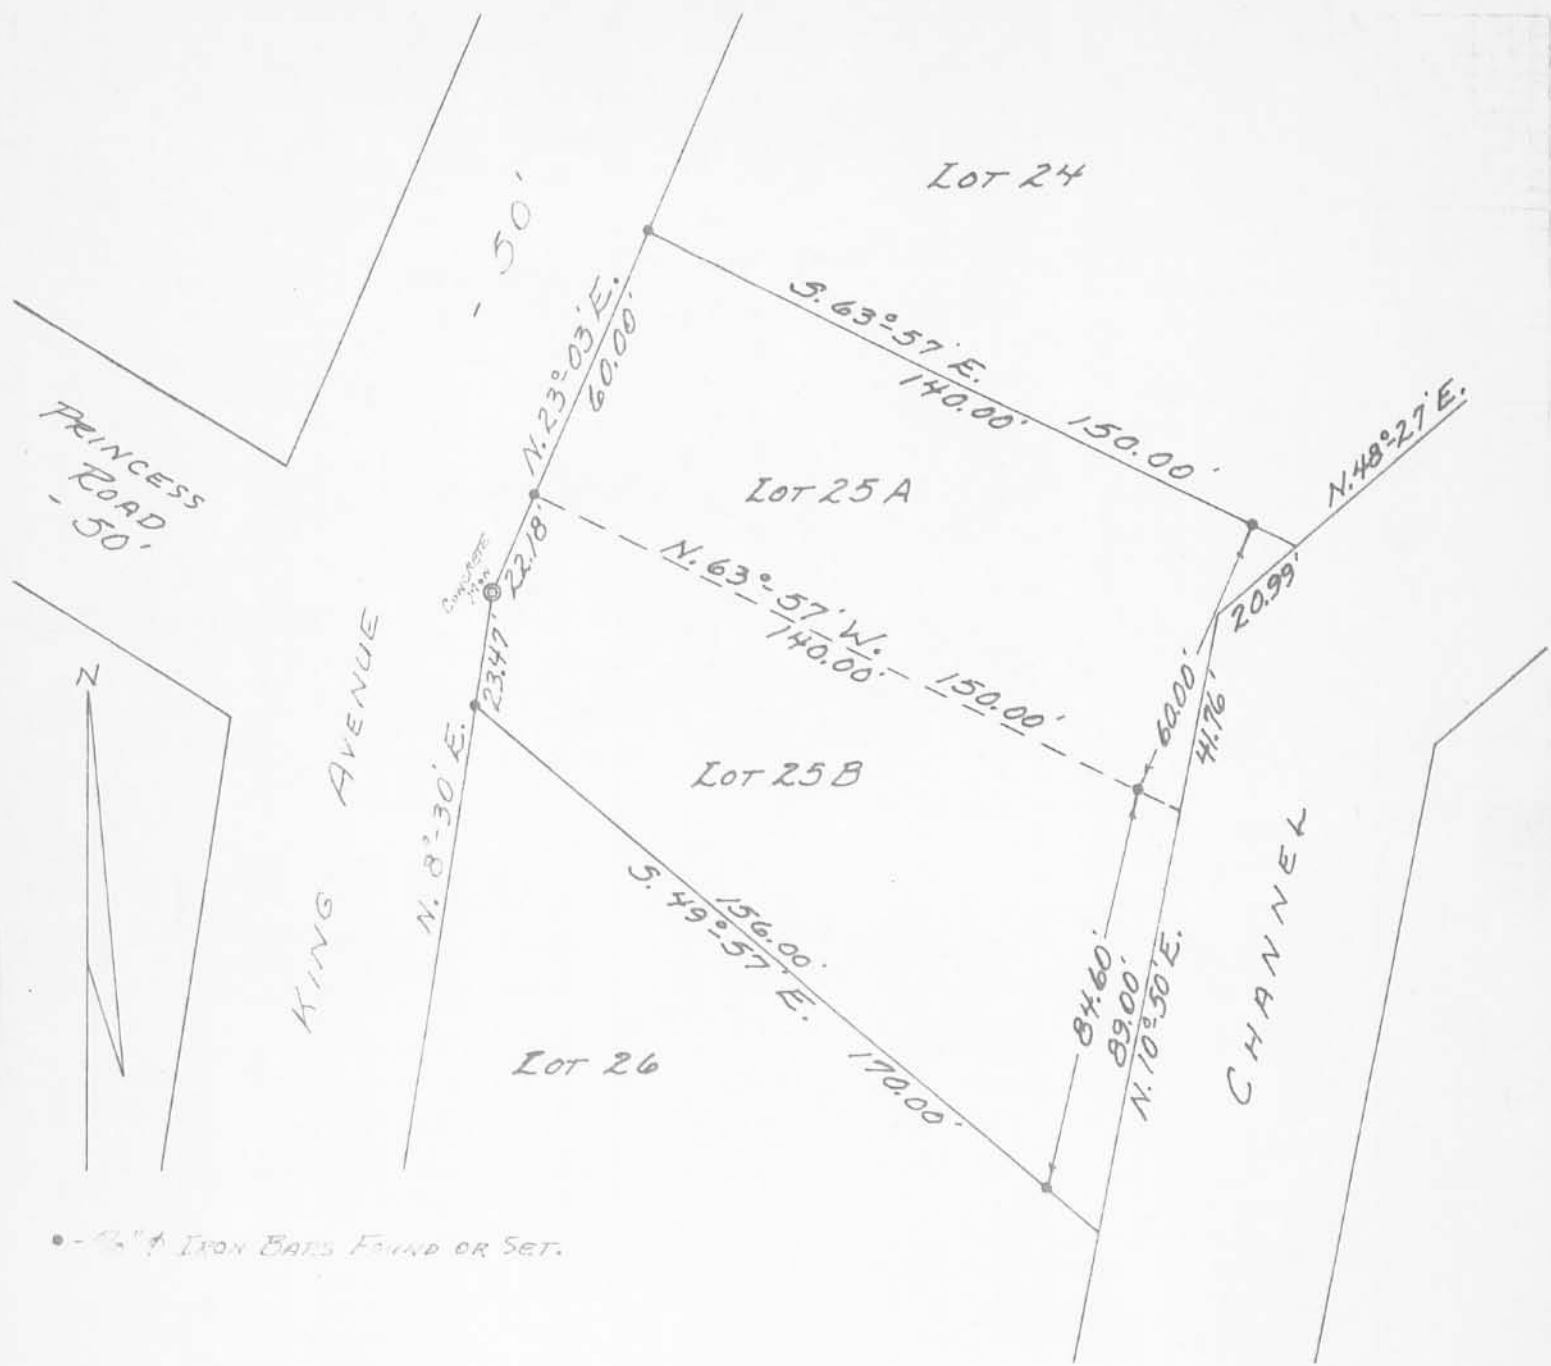 LOT 24
- 50'
S. 63°-57' E.
140.00'
150.00'
N. 23°-03' E.
60.00'
N. 48°-27' E.
PRINCESS
ROAD
- 50'
LOT 25A
CONCRETE
MON
22.18'
20.99'
N. 63°-57' W.
140.00'
150.00'
23.47'
60.00'
41.76'
N
KING AVENUE
N. 8°-30' E.
LOT 25B
156.00'
S. 49°-57' E.
170.00'
84.60'
89.00'
N. 10°-50' E.
CHANNEL
LOT 26
IRON BARS FOUND OR SET.